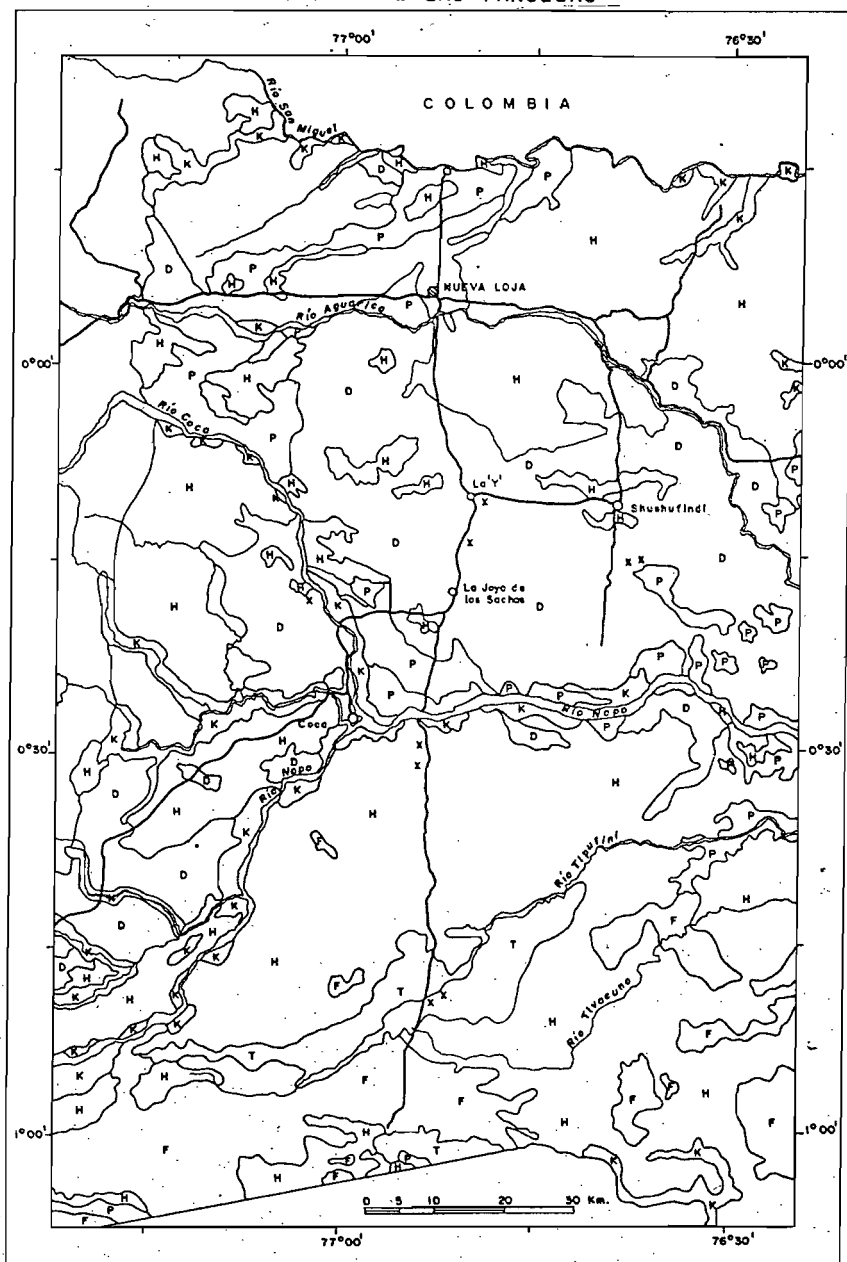 77°00'
76°30'
COLOMBIA
Río San Miguel
H
K
H
K
K
K
H
D
H
K
P
P
H
K
K
K
K
H
P
D
P
H
H
NUEVA LOJA
P
Río Aguarico
K
H
0°00'
H
P
H
H
D
H
D
K
K
0°00'
Río Coca
K
K
K
P
H
H
H
H
D
D
P
D
P
La 'Y'
X
H
Shushufindi
H
K
H
H
D
X
X X
D
P
H
H
X
K
P
La Joya de
los Sachas
D
H
D
P
P
P
P
P
K
P
P
P
P
K
P
P
Río Napo
K
D
H
P
K
K
Coca
X
K
D
P
H
D
0°30'
H
D
D
H
Río Napo
K
X
H
H
P
0°30'
D
H
K
F
H
Río Tiputini
P
P
D
K
K
D
H
K
H
F
K
K
T
D
H
K
H
F
T
X X
H
Río Tivacuno
K
K
K
K
K
T
H
F
F
H
F
F
F
H
H
1°00'
F
H
H
F
F
P
H
T
H
K
K
F
1°00'
H
P
F
K
0 5 10 20 30 Km.
77°00'
76°30'